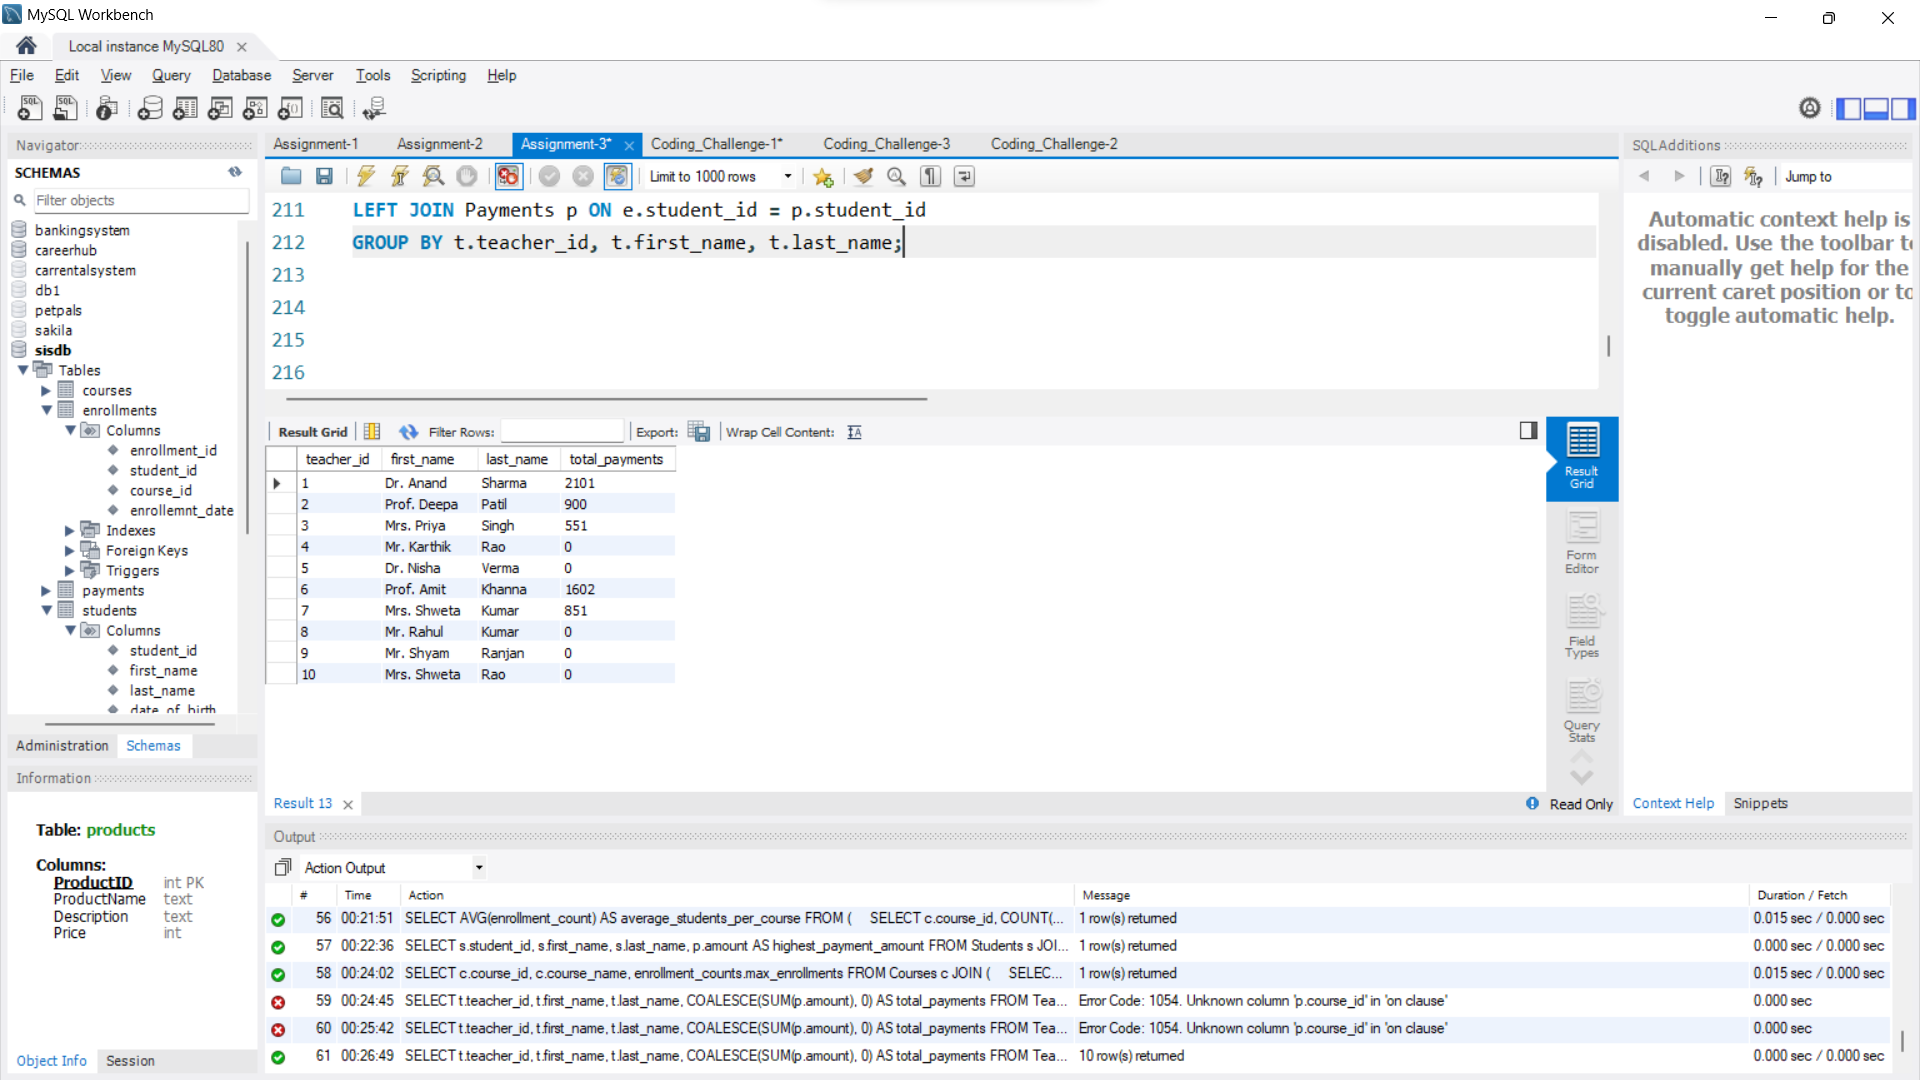 MySQL Workbench
Local instance MySQL80
File Edit View Query Database Server Tools Scripting Help
Navigator
SCHEMAS
Filter objects
bankingsystem
careerhub
carrentalsystem
db1
petpals
sakila
sisdb
Tables
courses
enrollments
Columns
enrollment_id
student_id
course_id
enrollemnt_date
Indexes
Foreign Keys
Triggers
payments
students
Columns
student_id
first_name
last_name
date_of_birth
Administration Schemas
Information
Table: products
Columns:
ProductID int PK
ProductName text
Description text
Price int
Object Info Session
Assignment-1 Assignment-2 Assignment-3* Coding_Challenge-1* Coding_Challenge-3 Coding_Challenge-2
Limit to 1000 rows
211 LEFT JOIN Payments p ON e.student_id = p.student_id
212 GROUP BY t.teacher_id, t.first_name, t.last_name;
213
214
215
216
Result Grid Filter Rows: Export: Wrap Cell Content:
teacher_id first_name last_name total_payments
1 Dr. Anand Sharma 2101
2 Prof. Deepa Patil 900
3 Mrs. Priya Singh 551
4 Mr. Karthik Rao 0
5 Dr. Nisha Verma 0
6 Prof. Amit Khanna 1602
7 Mrs. Shweta Kumar 851
8 Mr. Rahul Kumar 0
9 Mr. Shyam Ranjan 0
10 Mrs. Shweta Rao 0
Result Grid
Form Editor
Field Types
Query Stats
Result 13
Read Only
SQLAdditions
Jump to
Automatic context help is
disabled. Use the toolbar to
manually get help for the
current caret position or to
toggle automatic help.
Context Help Snippets
Output
Action Output
# Time Action Message Duration / Fetch
56 00:21:51 SELECT AVG(enrollment_count) AS average_students_per_course FROM ( SELECT c.course_id, COUNT(... 1 row(s) returned 0.015 sec / 0.000 sec
57 00:22:36 SELECT s.student_id, s.first_name, s.last_name, p.amount AS highest_payment_amount FROM Students s JOI... 1 row(s) returned 0.000 sec / 0.000 sec
58 00:24:02 SELECT c.course_id, c.course_name, enrollment_counts.max_enrollments FROM Courses c JOIN ( SELEC... 1 row(s) returned 0.015 sec / 0.000 sec
59 00:24:45 SELECT t.teacher_id, t.first_name, t.last_name, COALESCE(SUM(p.amount), 0) AS total_payments FROM Tea... Error Code: 1054. Unknown column 'p.course_id' in 'on clause' 0.000 sec
60 00:25:42 SELECT t.teacher_id, t.first_name, t.last_name, COALESCE(SUM(p.amount), 0) AS total_payments FROM Tea... Error Code: 1054. Unknown column 'p.course_id' in 'on clause' 0.000 sec
61 00:26:49 SELECT t.teacher_id, t.first_name, t.last_name, COALESCE(SUM(p.amount), 0) AS total_payments FROM Tea... 10 row(s) returned 0.000 sec / 0.000 sec